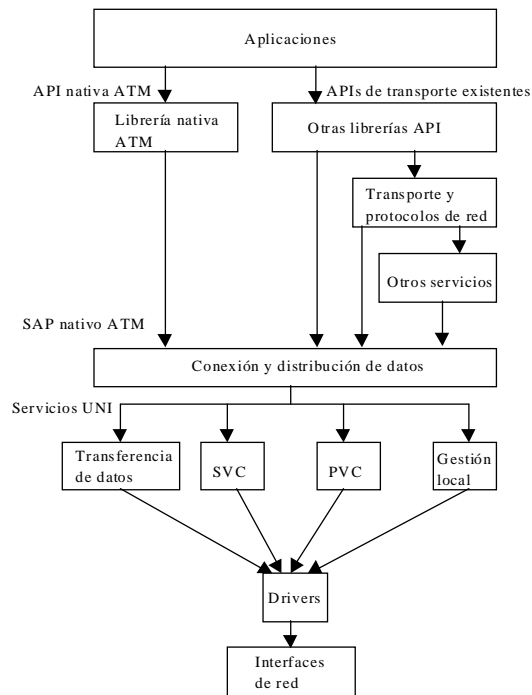 Aplicaciones
API nativa ATM
APIs de transporte existentes
Librería nativa
ATM
Otras librerías API
Transporte y
protocolos de red
Otros servicios
SAP nativo ATM
Conexión y distribución de datos
Servicios UNI
Transferencia
de datos
SVC
PVC
Gestión
local
Drivers
Interfaces
de red